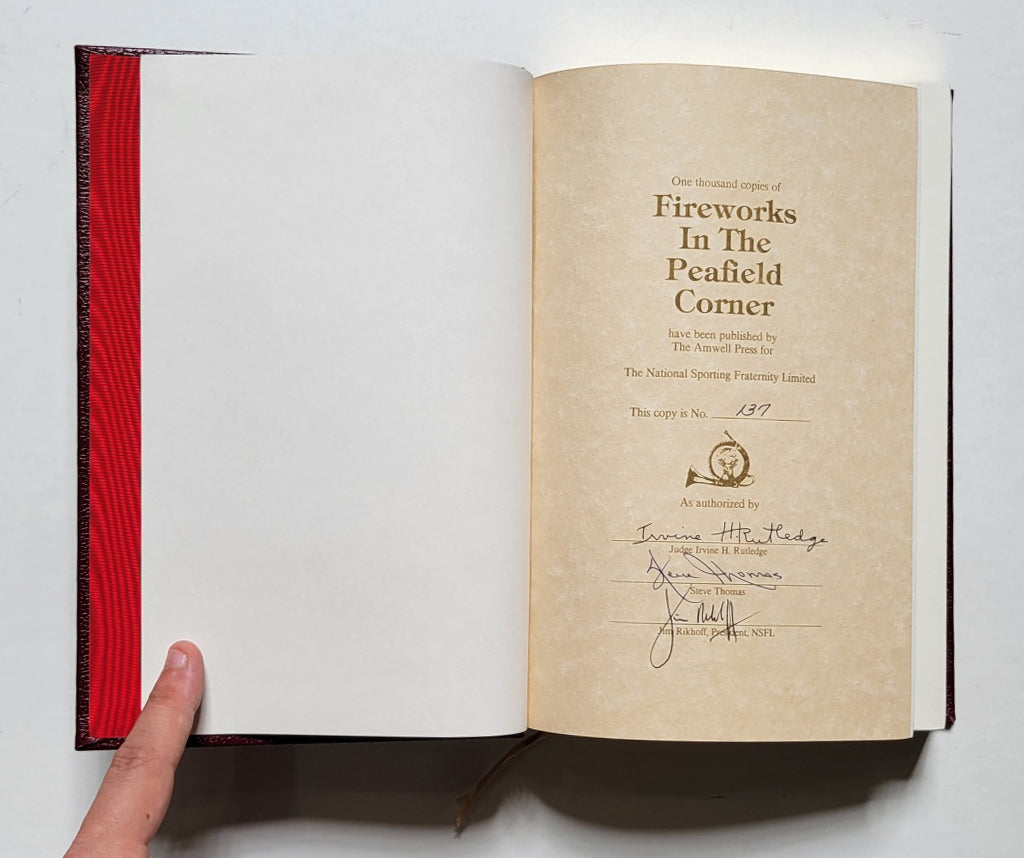 One thousand copies of
Fireworks
In The
Peafield
Corner
have been published by
The Amwell Press for
The National Sporting Fraternity Limited
This copy is No. 137
As authorized by
Irvine H. Rutledge
Judge Irvine H. Rutledge
Steve Thomas
Steve Thomas
Jim Rikhoff
Jim Rikhoff, President, NSFL